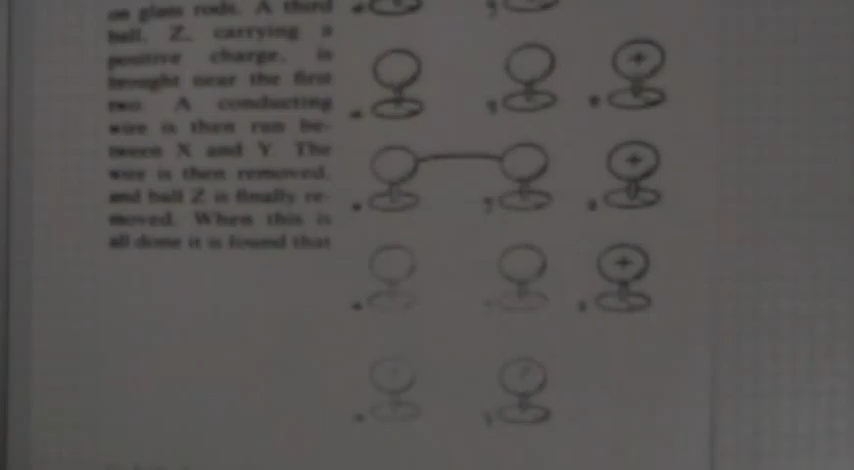 on glass rods. A third
ball, Z, carrying a
positive charge, is
brought near the first
two. A conducting
wire is then run be-
tween X and Y. The
wire is then removed,
and ball Z is finally re-
moved. When this is
all done it is found that
+
+
+